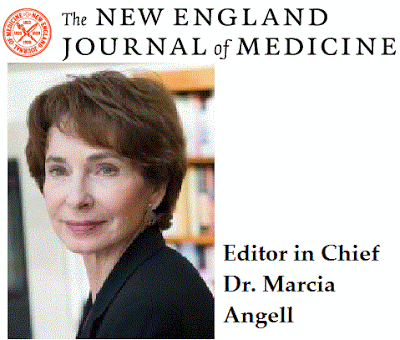 The NEW ENGLAND
JOURNAL of MEDICINE
Editor in Chief
Dr. Marcia
Angell